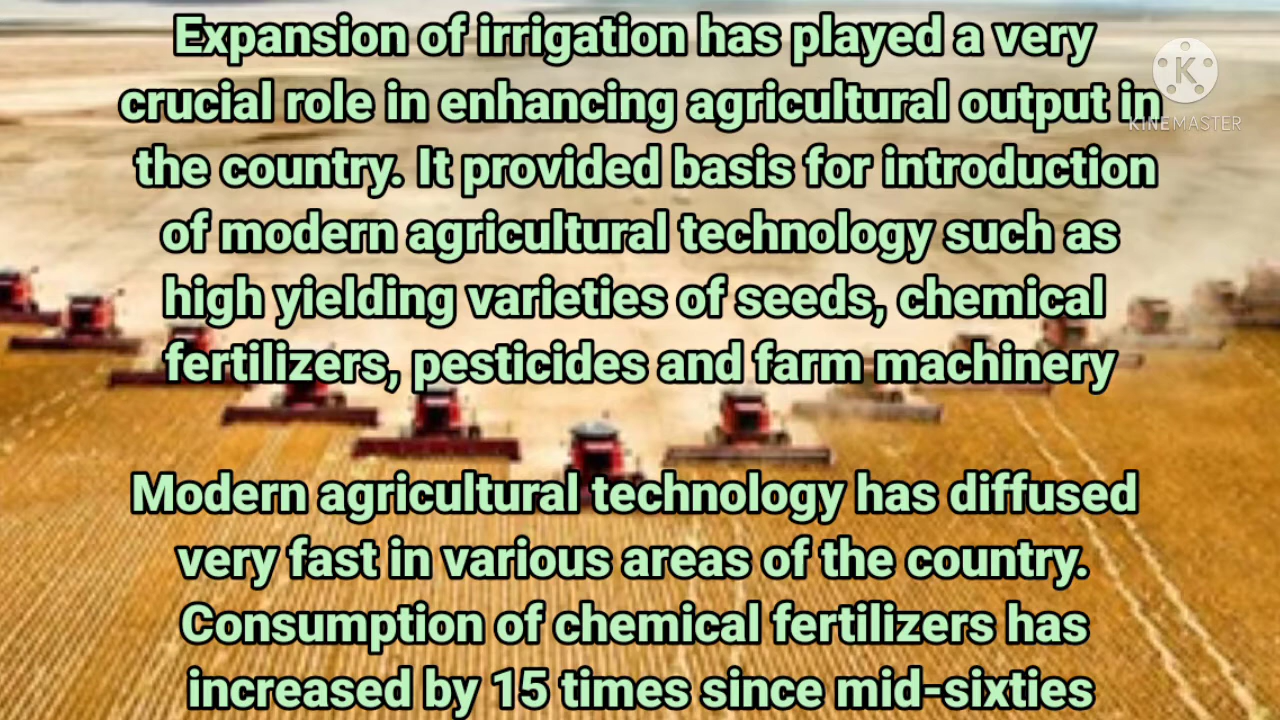 Expansion of irrigation has played a very
crucial role in enhancing agricultural output in
the country. It provided basis for introduction
of modern agricultural technology such as
high yielding varieties of seeds, chemical
fertilizers, pesticides and farm machinery
Modern agricultural technology has diffused
very fast in various areas of the country.
Consumption of chemical fertilizers has
increased by 15 times since mid-sixties
K
KINEMASTER